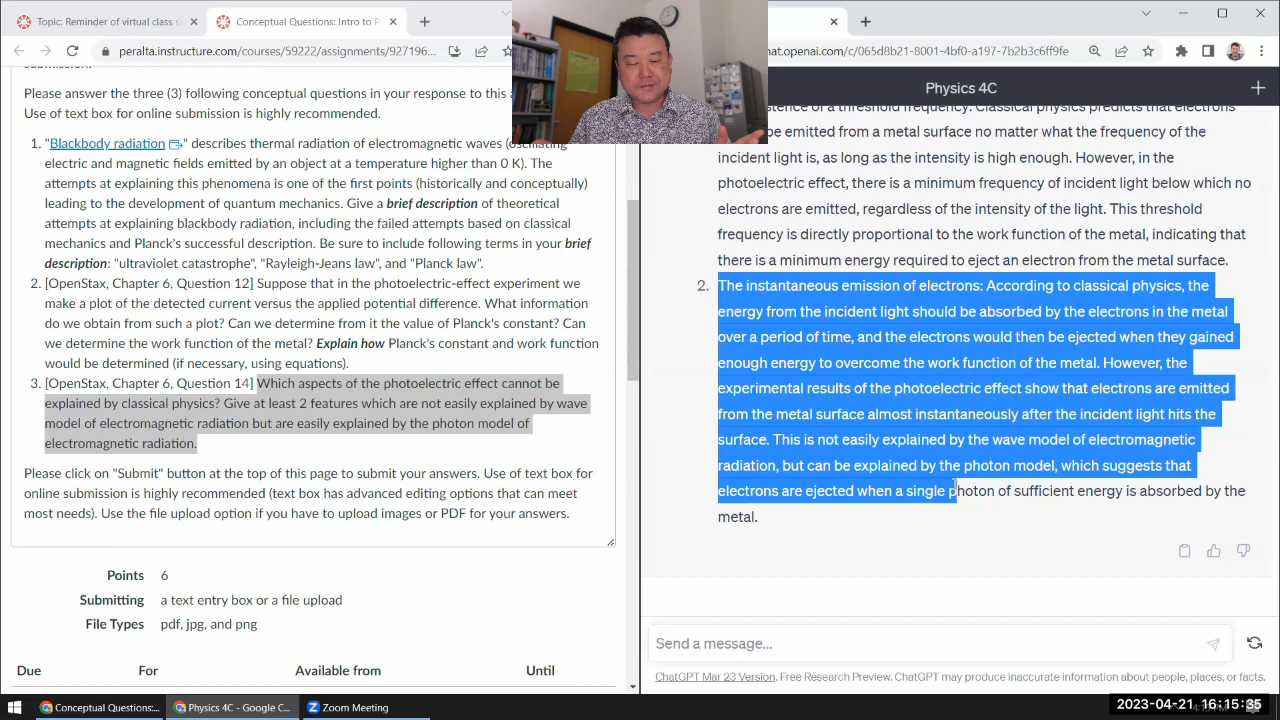 Topic: Reminder of virtual class s
Conceptual Questions: Intro to P
peralta.instructure.com/courses/59222/assignments/927196...
hat.openai.com/c/065d8b21-8001-4bf0-a197-7b2b3c6ff9fe
submission.
Please answer the three (3) following conceptual questions in your response to this a
Use of text box for online submission is highly recommended.
1. "Blackbody radiation" describes thermal radiation of electromagnetic waves (oscillating
electric and magnetic fields emitted by an object at a temperature higher than 0 K). The
attempts at explaining this phenomena is one of the first points (historically and conceptually)
leading to the development of quantum mechanics. Give a brief description of theoretical
attempts at explaining blackbody radiation, including the failed attempts based on classical
mechanics and Planck's successful description. Be sure to include following terms in your brief
description: "ultraviolet catastrophe", "Rayleigh-Jeans law", and "Planck law".
2. [OpenStax, Chapter 6, Question 12] Suppose that in the photoelectric-effect experiment we
make a plot of the detected current versus the applied potential difference. What information
do we obtain from such a plot? Can we determine from it the value of Planck's constant? Can
we determine the work function of the metal? Explain how Planck's constant and work function
would be determined (if necessary, using equations).
3. [OpenStax, Chapter 6, Question 14] Which aspects of the photoelectric effect cannot be
explained by classical physics? Give at least 2 features which are not easily explained by wave
model of electromagnetic radiation but are easily explained by the photon model of
electromagnetic radiation.
Please click on "Submit" button at the top of this page to submit your answers. Use of text box for
online submission is highly recommended (text box has advanced editing options that can meet
most needs). Use the file upload option if you have to upload images or PDF for your answers.
Points 6
Submitting a text entry box or a file upload
File Types pdf, jpg, and png
Due For Available from Until
Physics 4C
stence of a threshold frequency: Classical physics predicts that electrons
be emitted from a metal surface no matter what the frequency of the
incident light is, as long as the intensity is high enough. However, in the
photoelectric effect, there is a minimum frequency of incident light below which no
electrons are emitted, regardless of the intensity of the light. This threshold
frequency is directly proportional to the work function of the metal, indicating that
there is a minimum energy required to eject an electron from the metal surface.
2. The instantaneous emission of electrons: According to classical physics, the
energy from the incident light should be absorbed by the electrons in the metal
over a period of time, and the electrons would then be ejected when they gained
enough energy to overcome the work function of the metal. However, the
experimental results of the photoelectric effect show that electrons are emitted
from the metal surface almost instantaneously after the incident light hits the
surface. This is not easily explained by the wave model of electromagnetic
radiation, but can be explained by the photon model, which suggests that
electrons are ejected when a single photon of sufficient energy is absorbed by the
metal.
Send a message...
ChatGPT Mar 23 Version. Free Research Preview. ChatGPT may produce inaccurate information about people, places, or facts.
Conceptual Questions:...
Physics 4C - Google C...
Zoom Meeting
2023-04-21 16:15:35